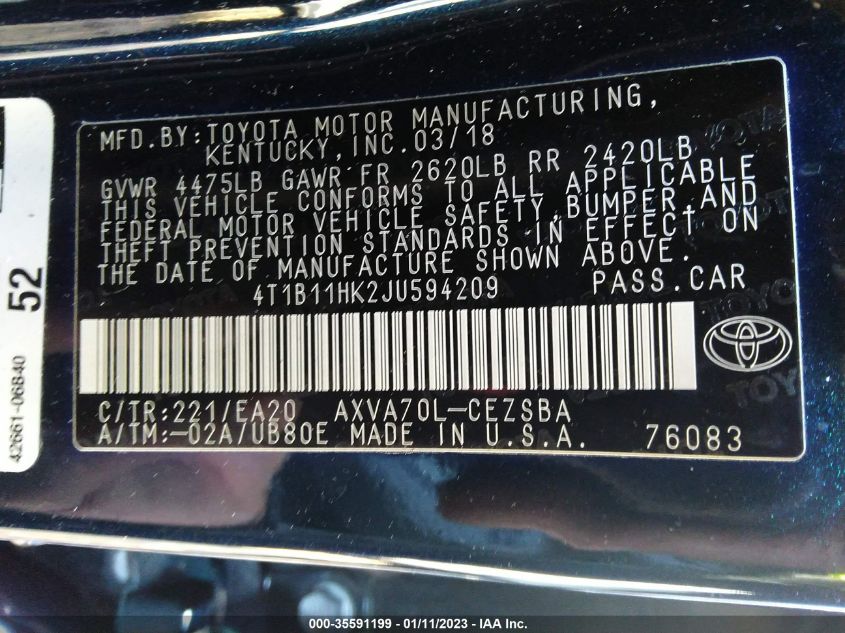 MFD.BY:TOYOTA MOTOR MANUFACTURING,
KENTUCKY,INC.03/18
GVWR 4475LB GAWR FR 2620LB RR 2420LB
THIS VEHICLE CONFORMS TO ALL APPLICABLE
FEDERAL MOTOR VEHICLE SAFETY,BUMPER,AND
THEFT PREVENTION STANDARDS IN EFFECT ON
THE DATE OF MANUFACTURE SHOWN ABOVE.
4T1B11HK2JU594209 PASS.CAR
C/TR:221/EA20 AXVA70L-CEZSBA
A/TM:-02A/UB80E MADE IN U.S.A. 76083
52
42661-06B40
000-35591199 - 01/11/2023 - IAA Inc.